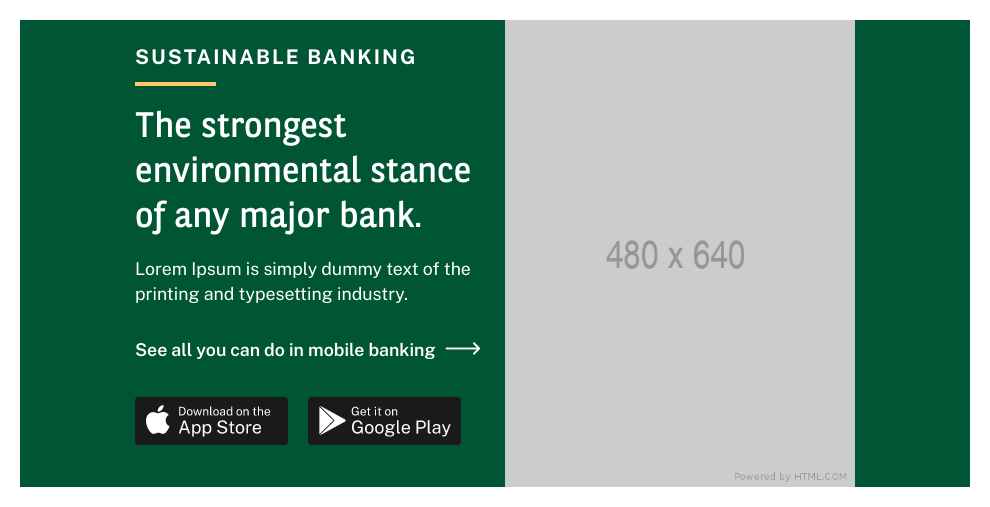 SUSTAINABLE BANKING
The strongest
environmental stance
of any major bank.
Lorem Ipsum is simply dummy text of the
printing and typesetting industry.
See all you can do in mobile banking
Download on the
App Store
Get it on
Google Play
480 x 640
Powered by HTML.COM